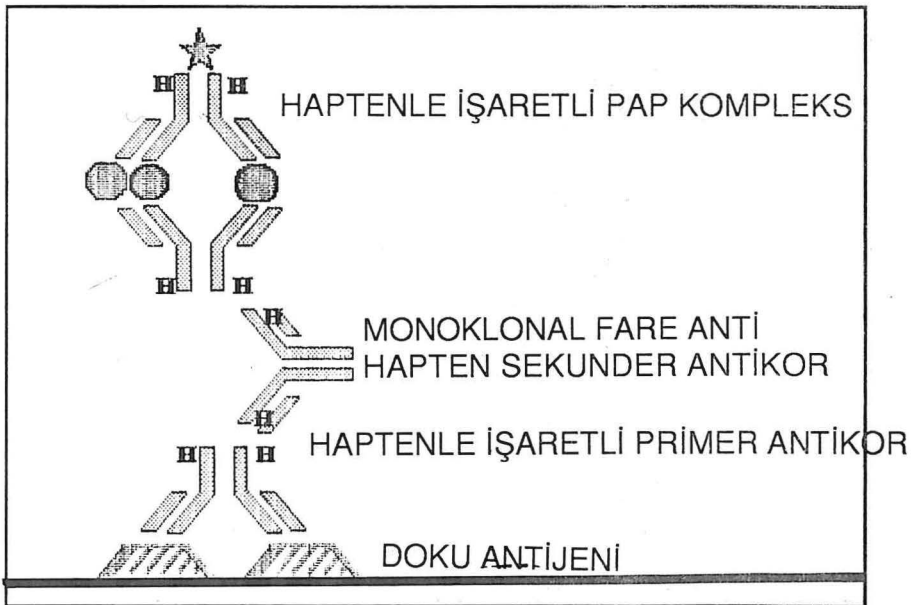 H H
HAPTENLE İŞARETLİ PAP KOMPLEKS
H H
H
MONOKLONAL FARE ANTİ
HAPTEN SEKUNDER ANTİKOR
H
HAPTENLE İŞARETLİ PRİMER ANTİKOR
H H
DOKU ANTİJENİ